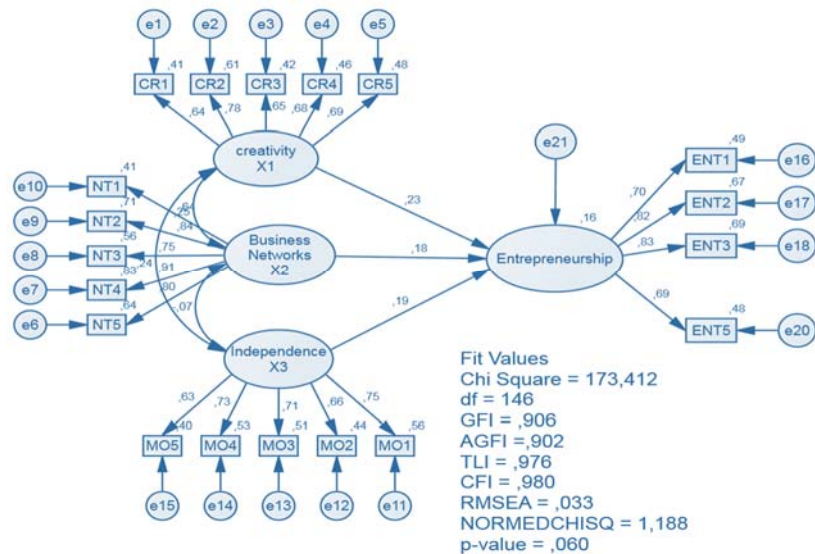 e1 e2 e3 e4 e5
,41 ,61 ,42 ,46 ,48
CR1 CR2 CR3 CR4 CR5
,64 ,78 ,65 ,68 ,69
creativity
X1
e10 NT1 ,41
e9 NT2 ,71
e8 NT3 ,56
e7 NT4 ,83
e6 NT5 ,64
,64
,25
,84
,75
,91
,80
,24
-,07
Business
Networks
X2
Independence
X3
,63 ,73 ,71 ,66 ,75
,40 ,53 ,51 ,44 ,56
MO5 MO4 MO3 MO2 MO1
e15 e14 e13 e12 e11
,23
,18
,19
e21
,16
Entrepreneurship
,70
,82
,83
,69
ENT1 ,49 e16
ENT2 ,67 e17
ENT3 ,69 e18
ENT5 ,48 e20
Fit Values
Chi Square = 173,412
df = 146
GFI = ,906
AGFI =,902
TLI = ,976
CFI = ,980
RMSEA = ,033
NORMEDCHISQ = 1,188
p-value = ,060